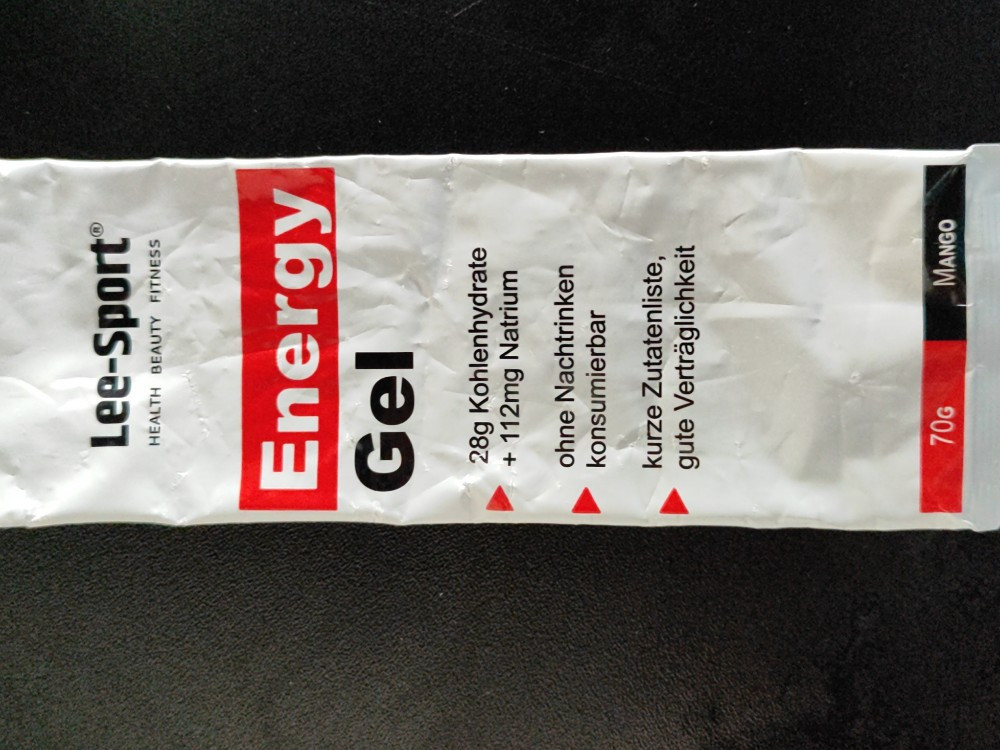 Lee-Sport®
HEALTH BEAUTY FITNESS
Energy
Gel
28g Kohlenhydrate
+ 112mg Natrium
ohne Nachtrinken
konsumierbar
kurze Zutatenliste,
gute Verträglichkeit
70G MANGO